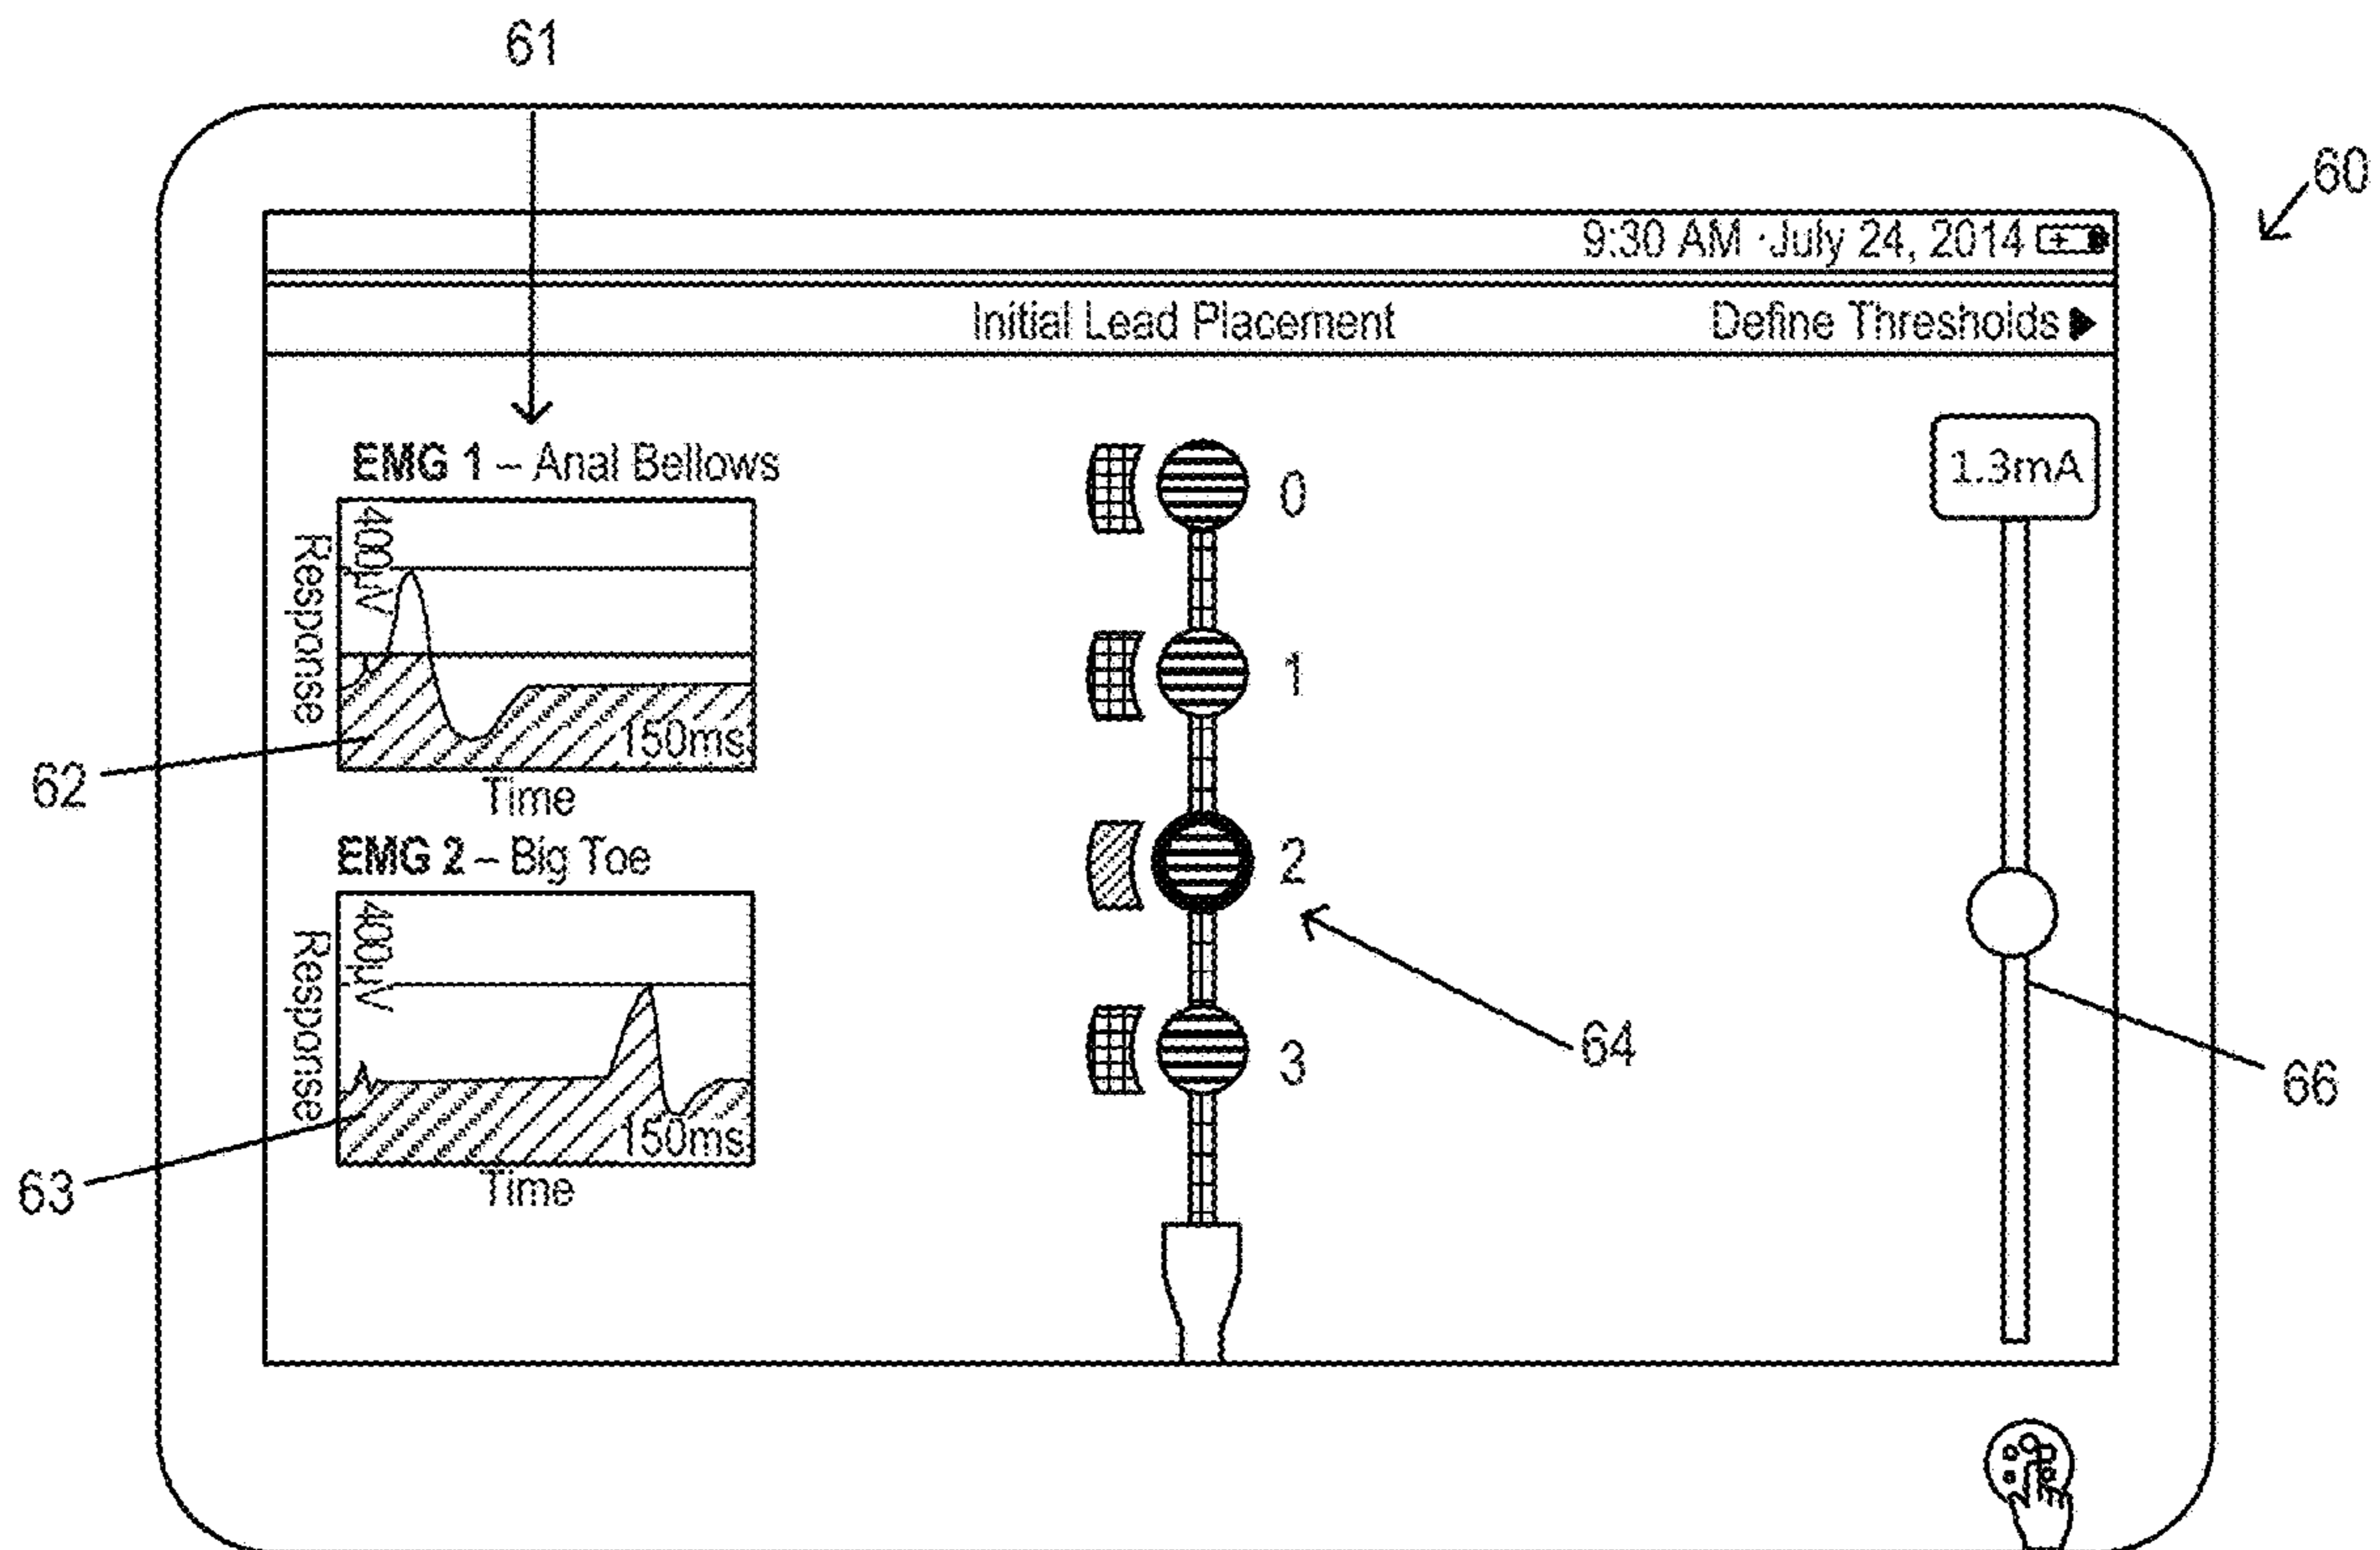 61
60
9:30 AM · July 24, 2014
Initial Lead Placement
Define Thresholds
EMG 1 – Anal Bellows
1.3mA
400µV
Response
150ms
Time
62
EMG 2 – Big Toe
400µV
Response
150ms
Time
63
0
1
2
3
64
66